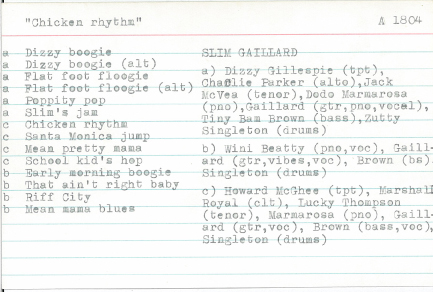 "Chicken rhythm" A 1804
a Dizzy boogie
a Dizzy boogie (alt)
a Flat foot floogie
a Flat foot floogie (alt)
a Poppity pop
a Slim's jam
c Chicken rhythm
c Santa Monica jump
c Mean pretty mama
c School kid's hop
b Early morning boogie
b That ain't right baby
b Riff City
b Mean mama blues
SLIM GAILLARD
a) Dizzy Gillespie (tpt),
Charlie Parker (alto),Jack
McVea (tenor),Dodo Marmarosa
(pno),Gaillard (gtr,pno,vocal),
Tiny Bam Brown (bass),Zutty
Singleton (drums)
b) Wini Beatty (pno,voc), Gaill-
ard (gtr,vibes,voc), Brown (bs)
Singleton (drums)
c) Howard McGhee (tpt), Marshall
Royal (clt), Lucky Thompson
(tenor), Marmarosa (pno), Gaill-
ard (gtr,voc), Brown (bass,voc),
Singleton (drums)